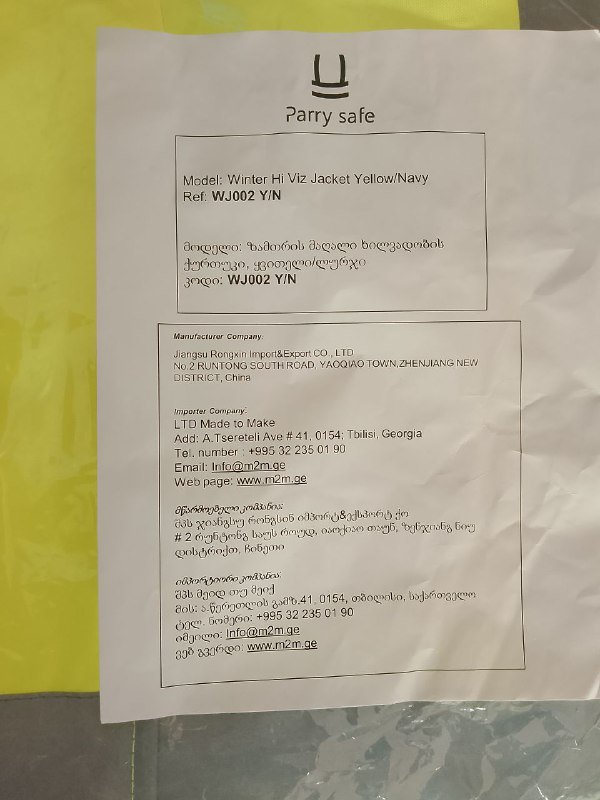 Parry safe
Model: Winter Hi Viz Jacket Yellow/Navy
Ref: WJ002 Y/N
მოდელი: ზამთრის მაღალი ხილვადობის
ქურთუკი, ყვითელი/ლურჯი
კოდი: WJ002 Y/N
Manufacturer Company:
Jiangsu Rongxin Import&Export CO., LTD
No.2 RUNTONG SOUTH ROAD, YAOQIAO TOWN,ZHENJIANG NEW
DISTRICT, China
Importer Company:
LTD Made to Make
Add: A.Tsereteli Ave # 41, 0154; Tbilisi, Georgia
Tel. number : +995 32 235 01 90
Email: Info@m2m.ge
Web page: www.m2m.ge
მწარმოებელი კომპანია:
შპს ჯიანგსუ რონგსინ იმპორტ&ექსპორტ ქო
# 2 რუნტონგ საუს როუდ, იაოქიაო თაუნ, ზენჯიანგ ნიუ
დისტრიქთ, ჩინეთი
იმპორტიორი კომპანია:
შპს მეიდ თუ მეიქ
მის: ა.წერეთლის გამზ.41, 0154, თბილისი, საქართველო
ტელ. ნომერი: +995 32 235 01 90
იმეილი: Info@m2m.ge
ვებ გვერდი: www.m2m.ge